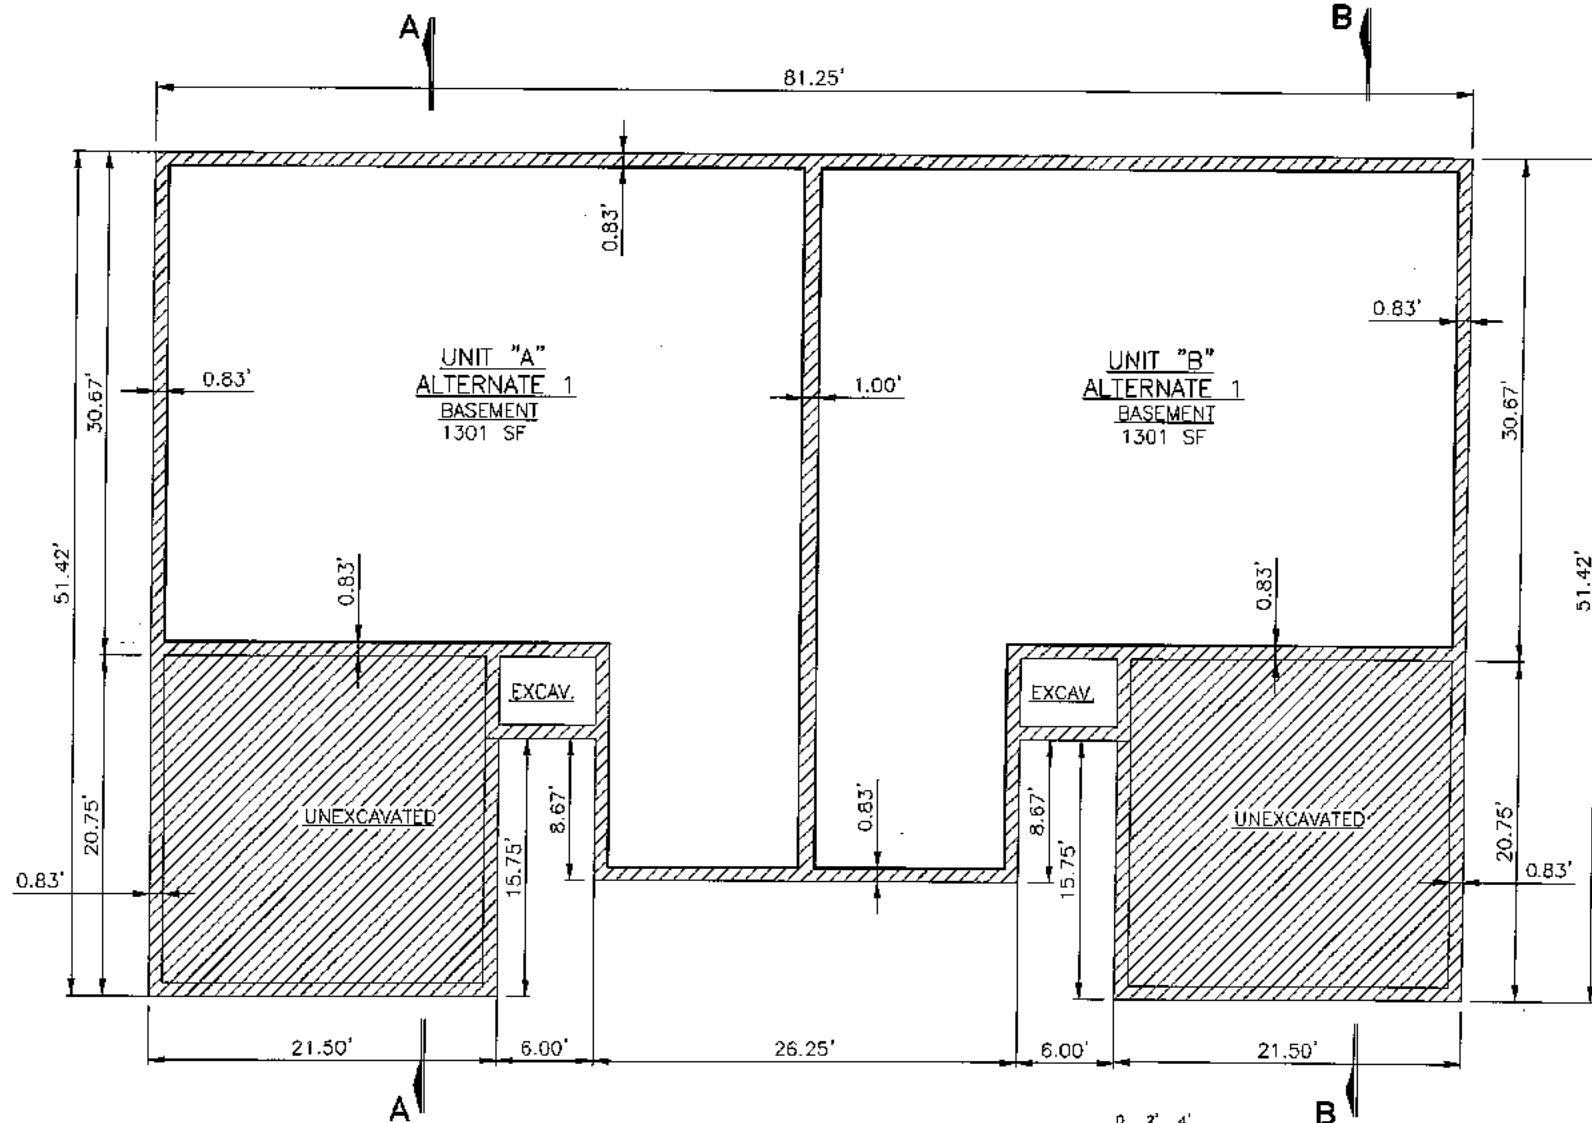 A
B
81.25'
0.83'
0.83'
UNIT "A"
ALTERNATE 1
BASEMENT
1301 SF
0.83'
1.00'
UNIT "B"
ALTERNATE 1
BASEMENT
1301 SF
30.67'
30.67'
51.42'
51.42'
0.83'
0.83'
EXCAV.
EXCAV.
UNEXCAVATED
UNEXCAVATED
20.75'
15.75'
8.67'
0.83'
8.67'
15.75'
20.75'
0.83'
0.83'
21.50'
6.00'
26.25'
6.00'
21.50'
A
B
0 2' 4'